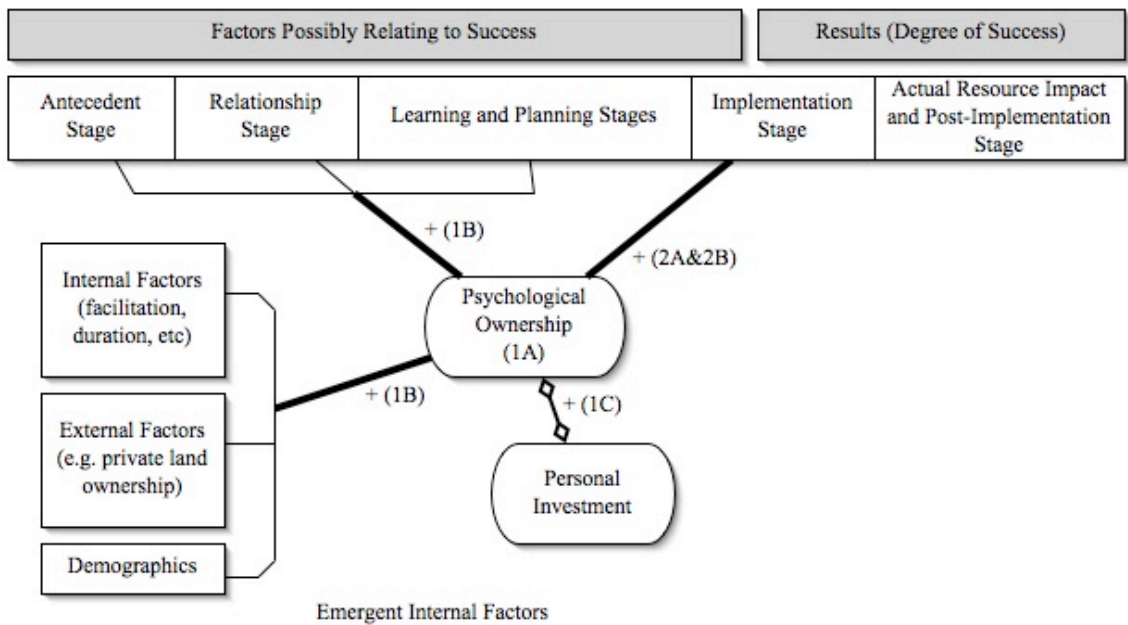 Factors Possibly Relating to Success
Results (Degree of Success)
Antecedent
Stage
Relationship
Stage
Learning and Planning Stages
Implementation
Stage
Actual Resource Impact
and Post-Implementation
Stage
+ (1B)
+ (2A&2B)
Internal Factors
(facilitation,
duration, etc)
Psychological
Ownership
(1A)
+ (1B)
+ (1C)
External Factors
(e.g. private land
ownership)
Personal
Investment
Demographics
Emergent Internal Factors